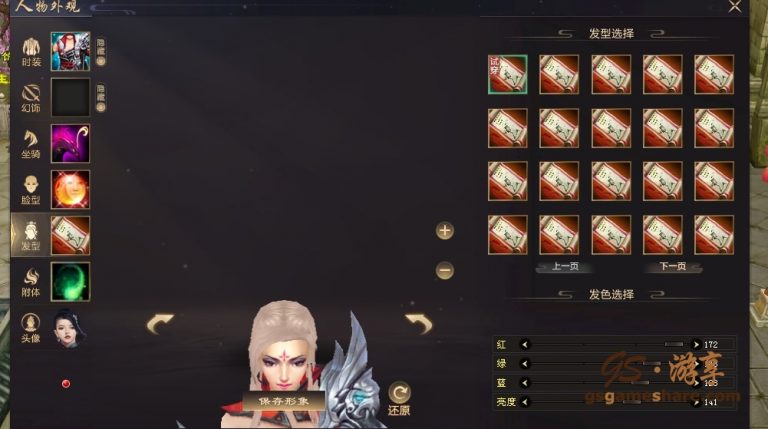 人物外观
发型选择
试穿
时装
隐藏
幻饰
隐藏
坐骑
脸型
发型
附体
头像
上一页
下一页
发色选择
红
172
绿
蓝
128
亮度
141
保存形象
还原
GS·游享
gsgameshare.com